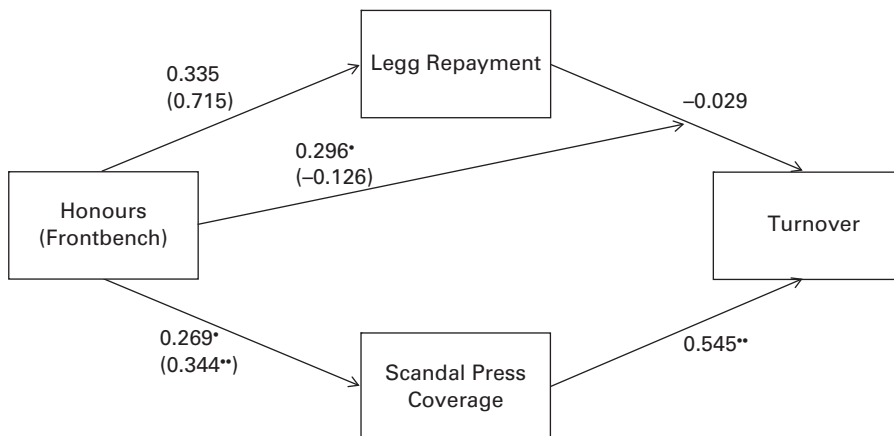 Legg Repayment
0.335
(0.715)
–0.029
0.296•
(–0.126)
Honours
(Frontbench)
Turnover
0.269•
(0.344••)
0.545••
Scandal Press
Coverage